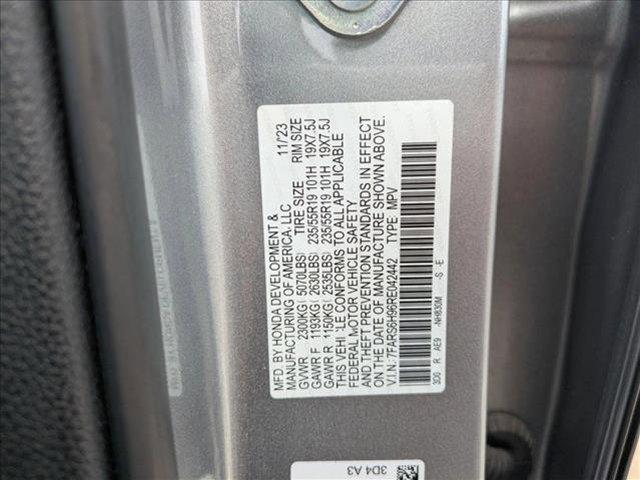 MFD. BY HONDA DEVELOPMENT &
MANUFACTURING OF AMERICA, LLC 11/23
GVWR 2300KG( 5070LBS) TIRE SIZE RIM SIZE
GAWR F 1193KG( 2630LBS) 235/55R19 101H 19X7.5J
GAWR R 1150KG( 2536LBS) 235/55R19 101H 19X7.5J
THIS VEHICLE CONFORMS TO ALL APPLICABLE
FEDERAL MOTOR VEHICLE SAFETY
AND THEFT PREVENTION STANDARDS IN EFFECT
ON THE DATE OF MANUFACTURE SHOWN ABOVE.
V.I.N.: 7FARS6H96RE042442 TYPE MPV
3D0 R AE9 -NH830M -S -E
3D4 A3